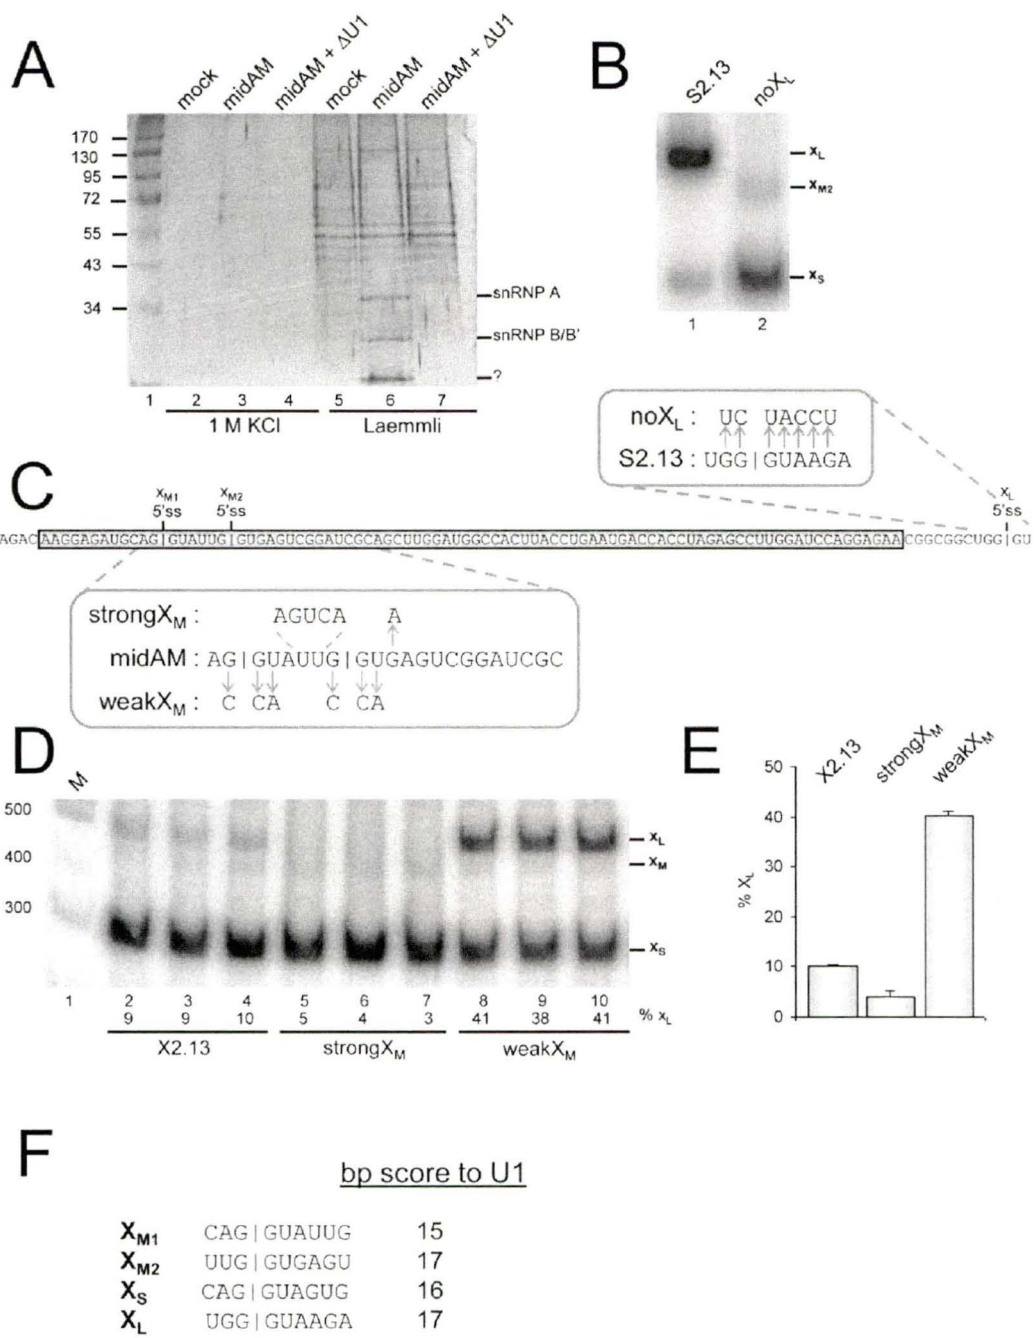 A
mock
midAM
midAM + ΔU1
mock
midAM
midAM + ΔU1
170
130
95
72
55
43
34
snRNP A
snRNP B/B'
?
1 2 3 4 5 6 7
1 M KCl
Laemmli
B
S2.13
noXL
XL
XM2
XS
1 2
noXL : UC UACCU
S2.13 : UGG|GUAAGA
C
XM1
5'ss
XM2
5'ss
XL
5'ss
AGACAAGGAGAUGCAG|GUAUUG|GUGAGUCGGAUCGCAGCUUGGAUGGCCACUUACCUGAAUGACCACCUAGAGCCUUGGAUCCAGGAGAACGGCGGCUGG|GU
strongXM : AGUCA A
midAM : AG|GUAUUG|GUGAGUCGGAUCGC
weakXM : C CA C CA
D
M
500
400
300
XL
XM
XS
1 2 3 4 5 6 7 8 9 10
9 9 10 5 4 3 41 38 41 % XL
X2.13
strongXM
weakXM
E
X2.13
strongXM
weakXM
% XL
50
40
30
20
10
0
F
bp score to U1
XM1 CAG|GUAUUG 15
XM2 UUG|GUGAGU 17
XS CAG|GUAGUG 16
XL UGG|GUAAGA 17